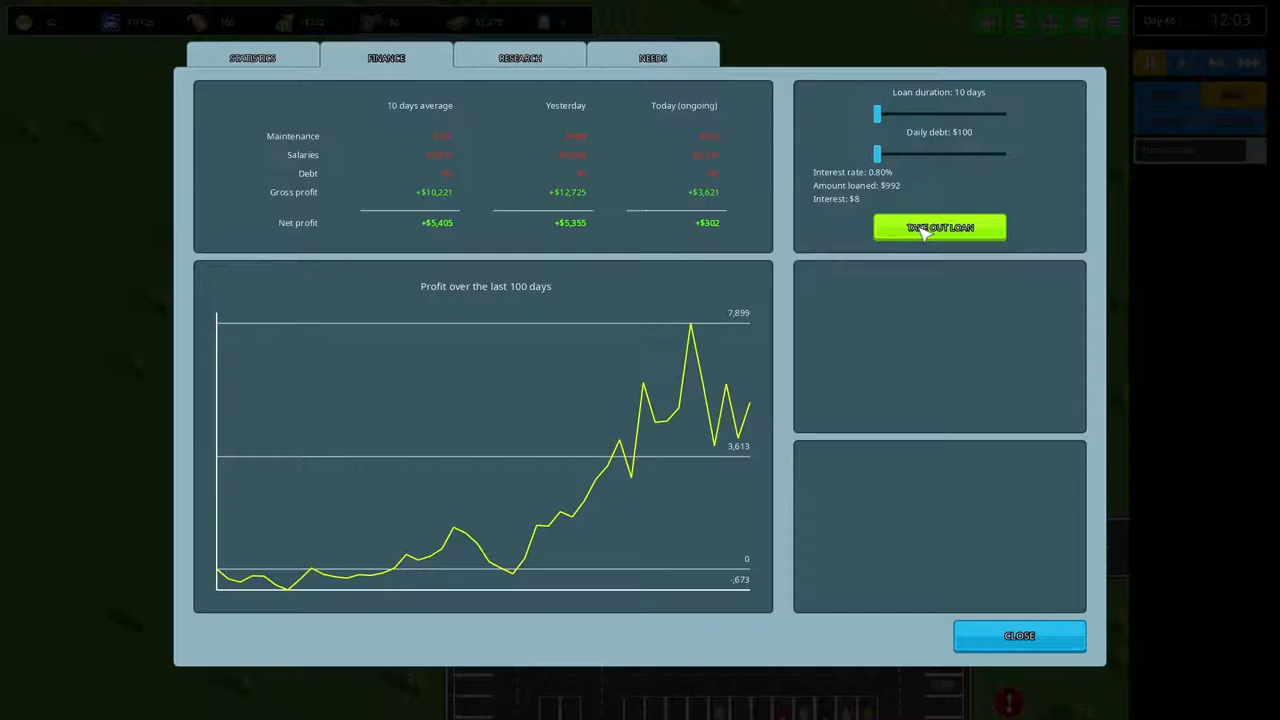 Day 46 12:03
STATISTICS FINANCE RESEARCH NEEDS
10 days average Yesterday Today (ongoing)
Maintenance
Salaries
Debt
Gross profit +$10,221 +$12,725 +$3,621
Net profit +$5,405 +$5,355 +$302
Loan duration: 10 days
Daily debt: $100
Interest rate: 0.80%
Amount loaned: $992
Interest: $8
TAKE OUT LOAN
Profit over the last 100 days
7,899
3,613
0
-,673
CLOSE